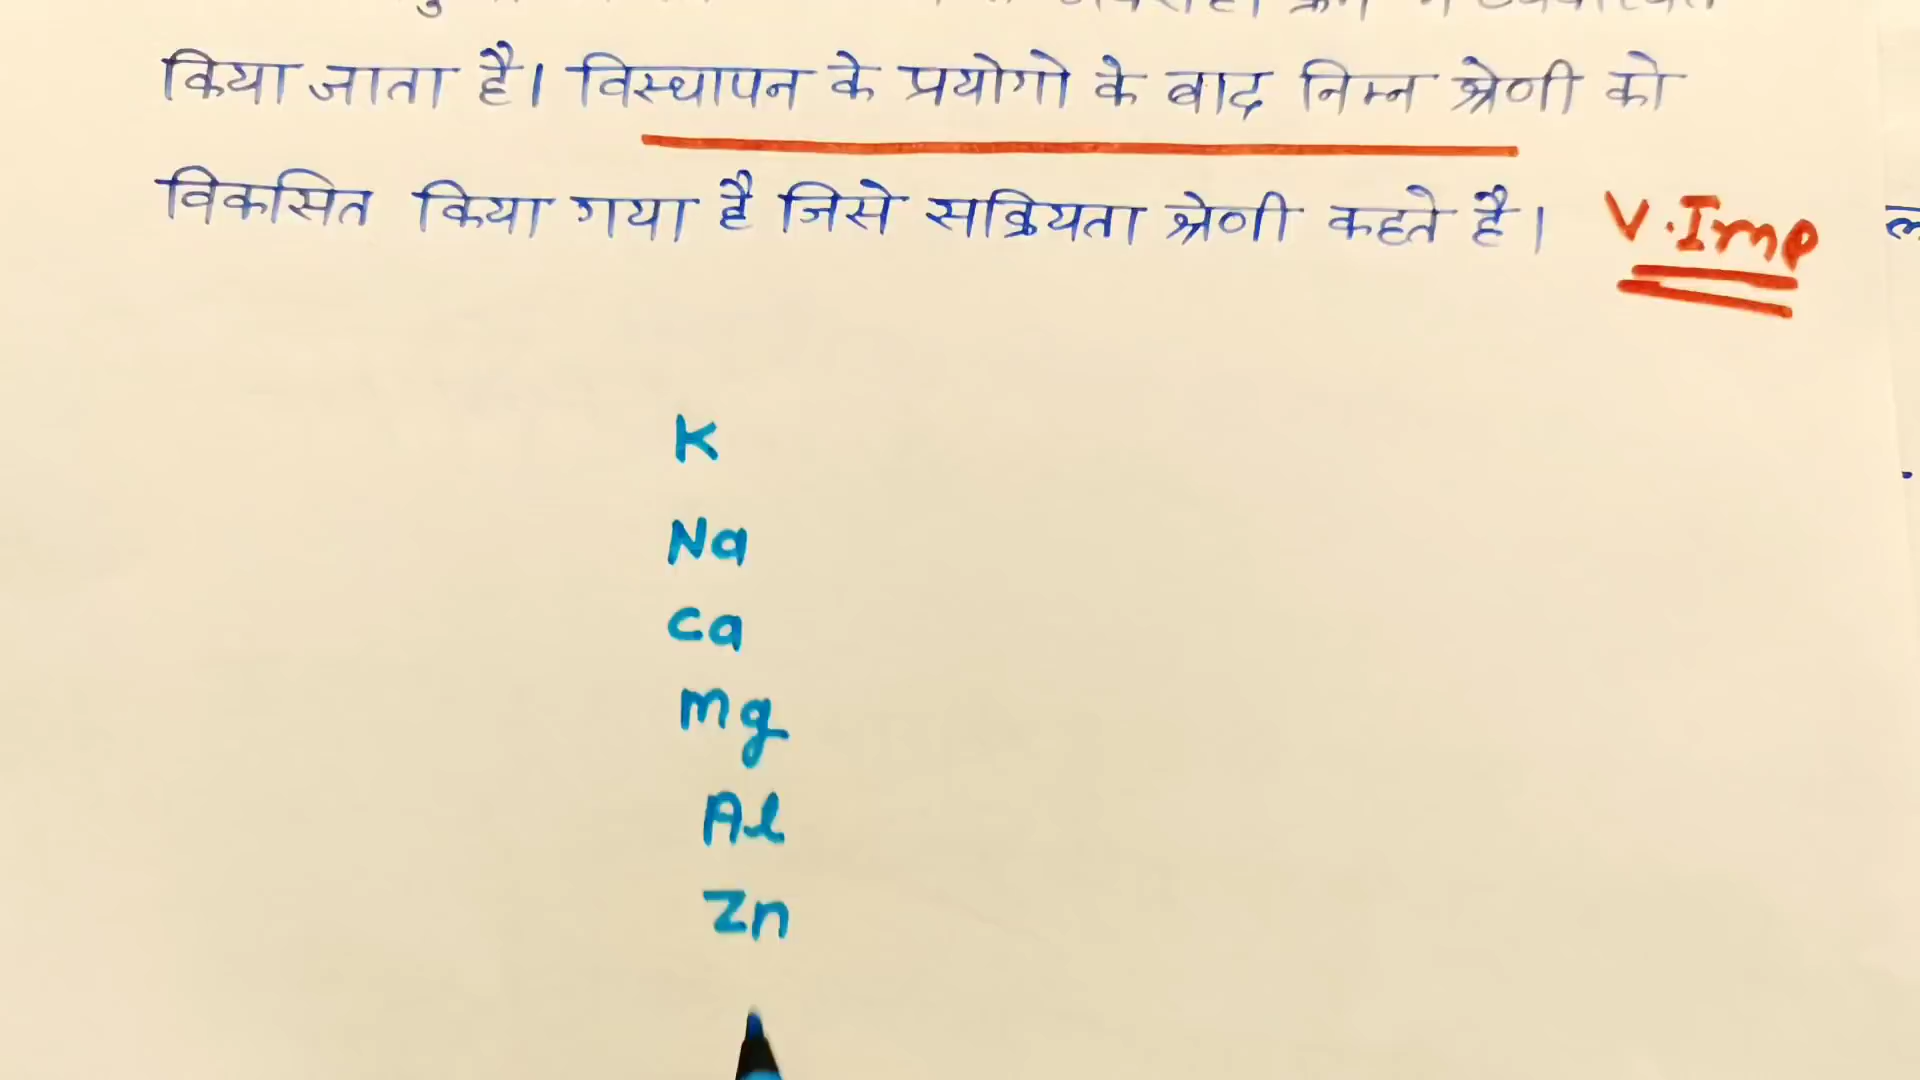 किया जाता है। विस्थापन के प्रयोगो के बाद निम्न श्रेणी को
विकसित किया गया है जिसे सक्रियता श्रेणी कहते है। V.Imp
K
Na
Ca
Mg
Al
Zn